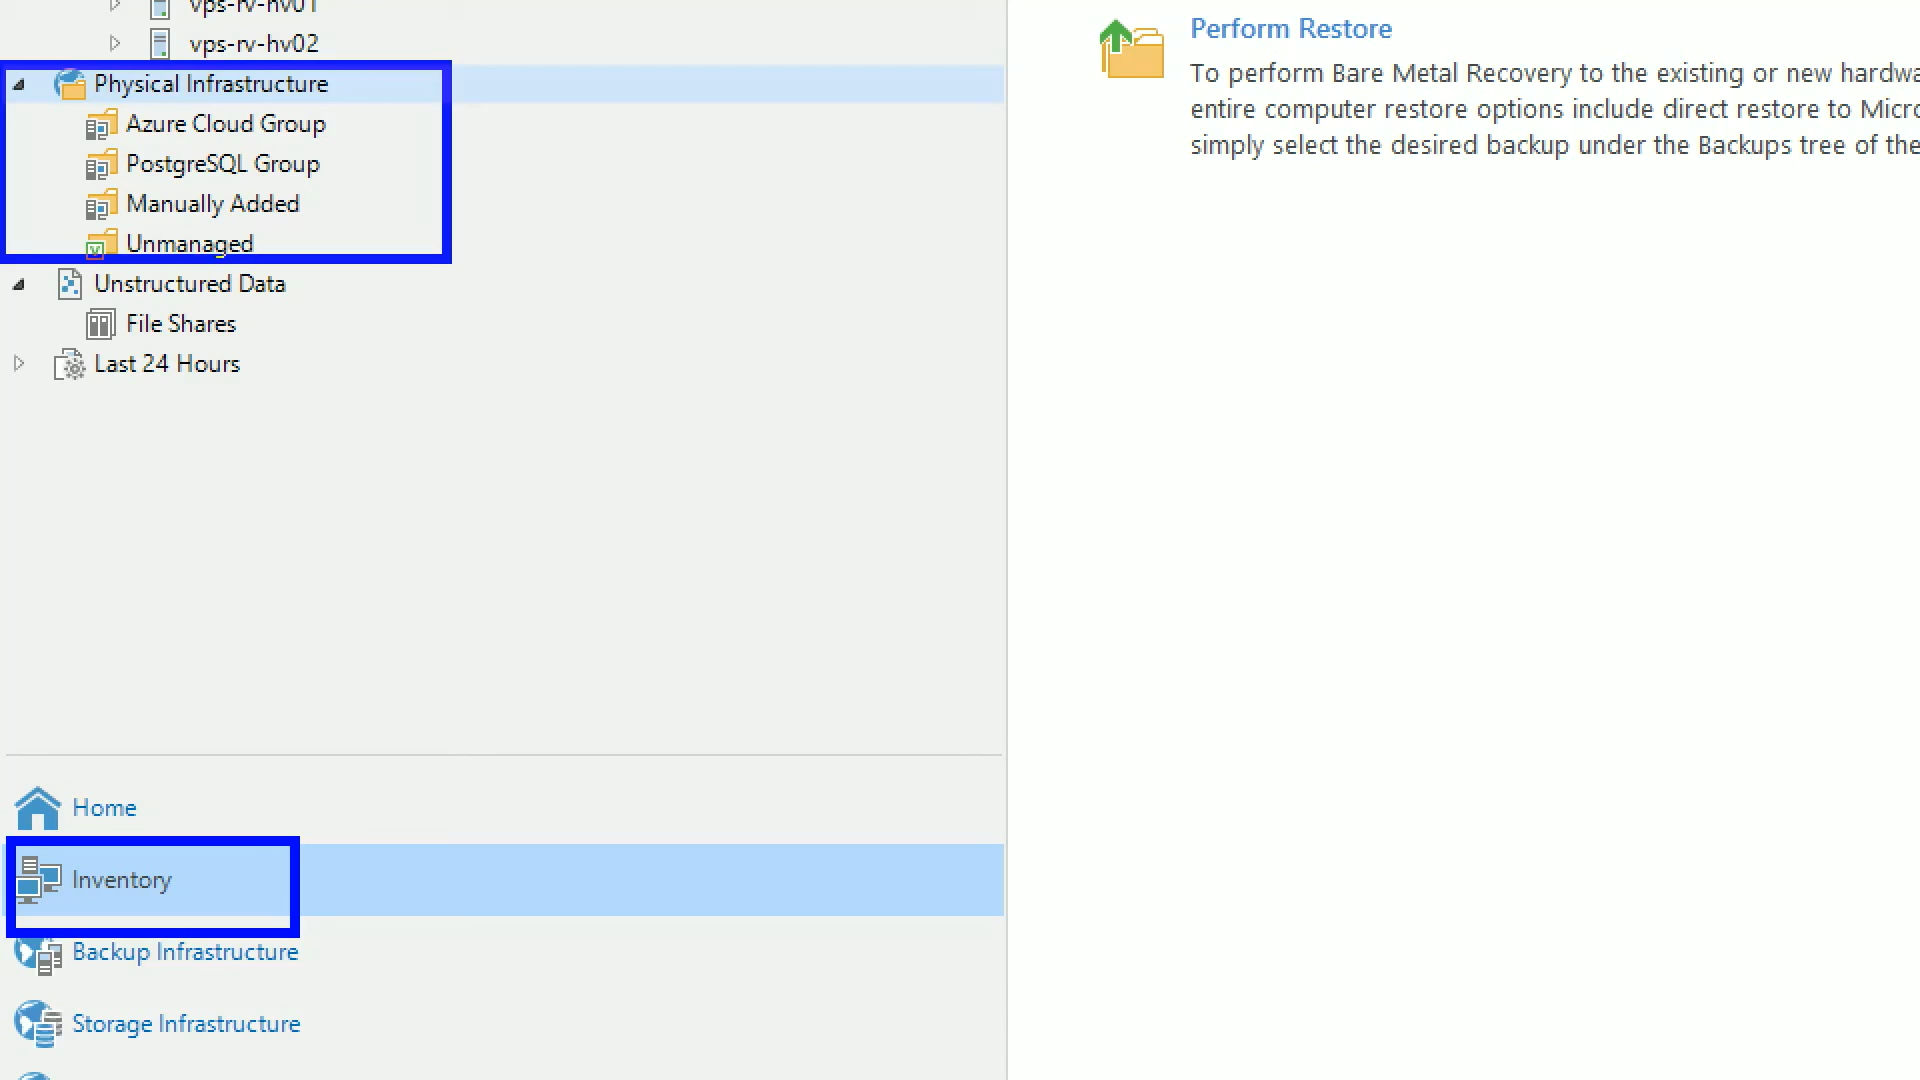 vps-rv-hv01
vps-rv-hv02
Physical Infrastructure
Azure Cloud Group
PostgreSQL Group
Manually Added
Unmanaged
Unstructured Data
File Shares
Last 24 Hours
Home
Inventory
Backup Infrastructure
Storage Infrastructure
Perform Restore
To perform Bare Metal Recovery to the existing or new
entire computer restore options include direct restore to
simply select the desired backup under the Backups tree of the